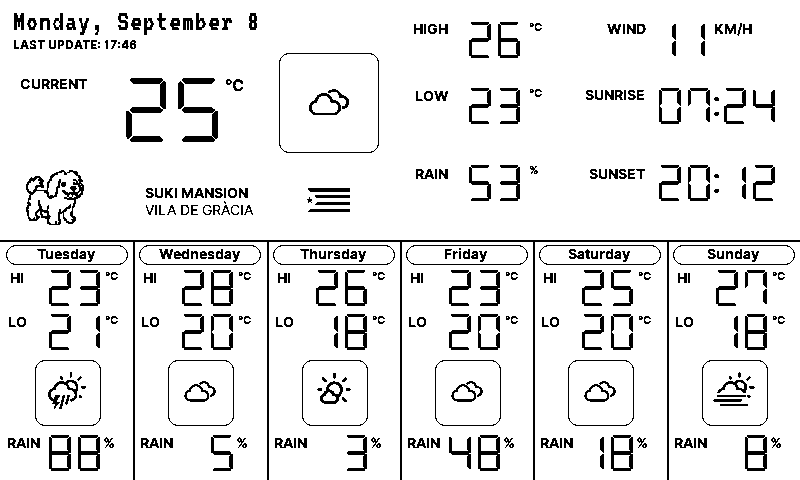 Monday, September 8
LAST UPDATE: 17:46
CURRENT 25 °C
HIGH 26 °C
LOW 23 °C
RAIN 53 %
WIND 11 KM/H
SUNRISE 07:24
SUNSET 20:12
SUKI MANSION
VILA DE GRÀCIA
Tuesday
HI 23 °C
LO 21 °C
RAIN 88 %
Wednesday
HI 28 °C
LO 20 °C
RAIN 5 %
Thursday
HI 26 °C
LO 18 °C
RAIN 3 %
Friday
HI 23 °C
LO 20 °C
RAIN 48 %
Saturday
HI 25 °C
LO 20 °C
RAIN 18 %
Sunday
HI 27 °C
LO 18 °C
RAIN 8 %